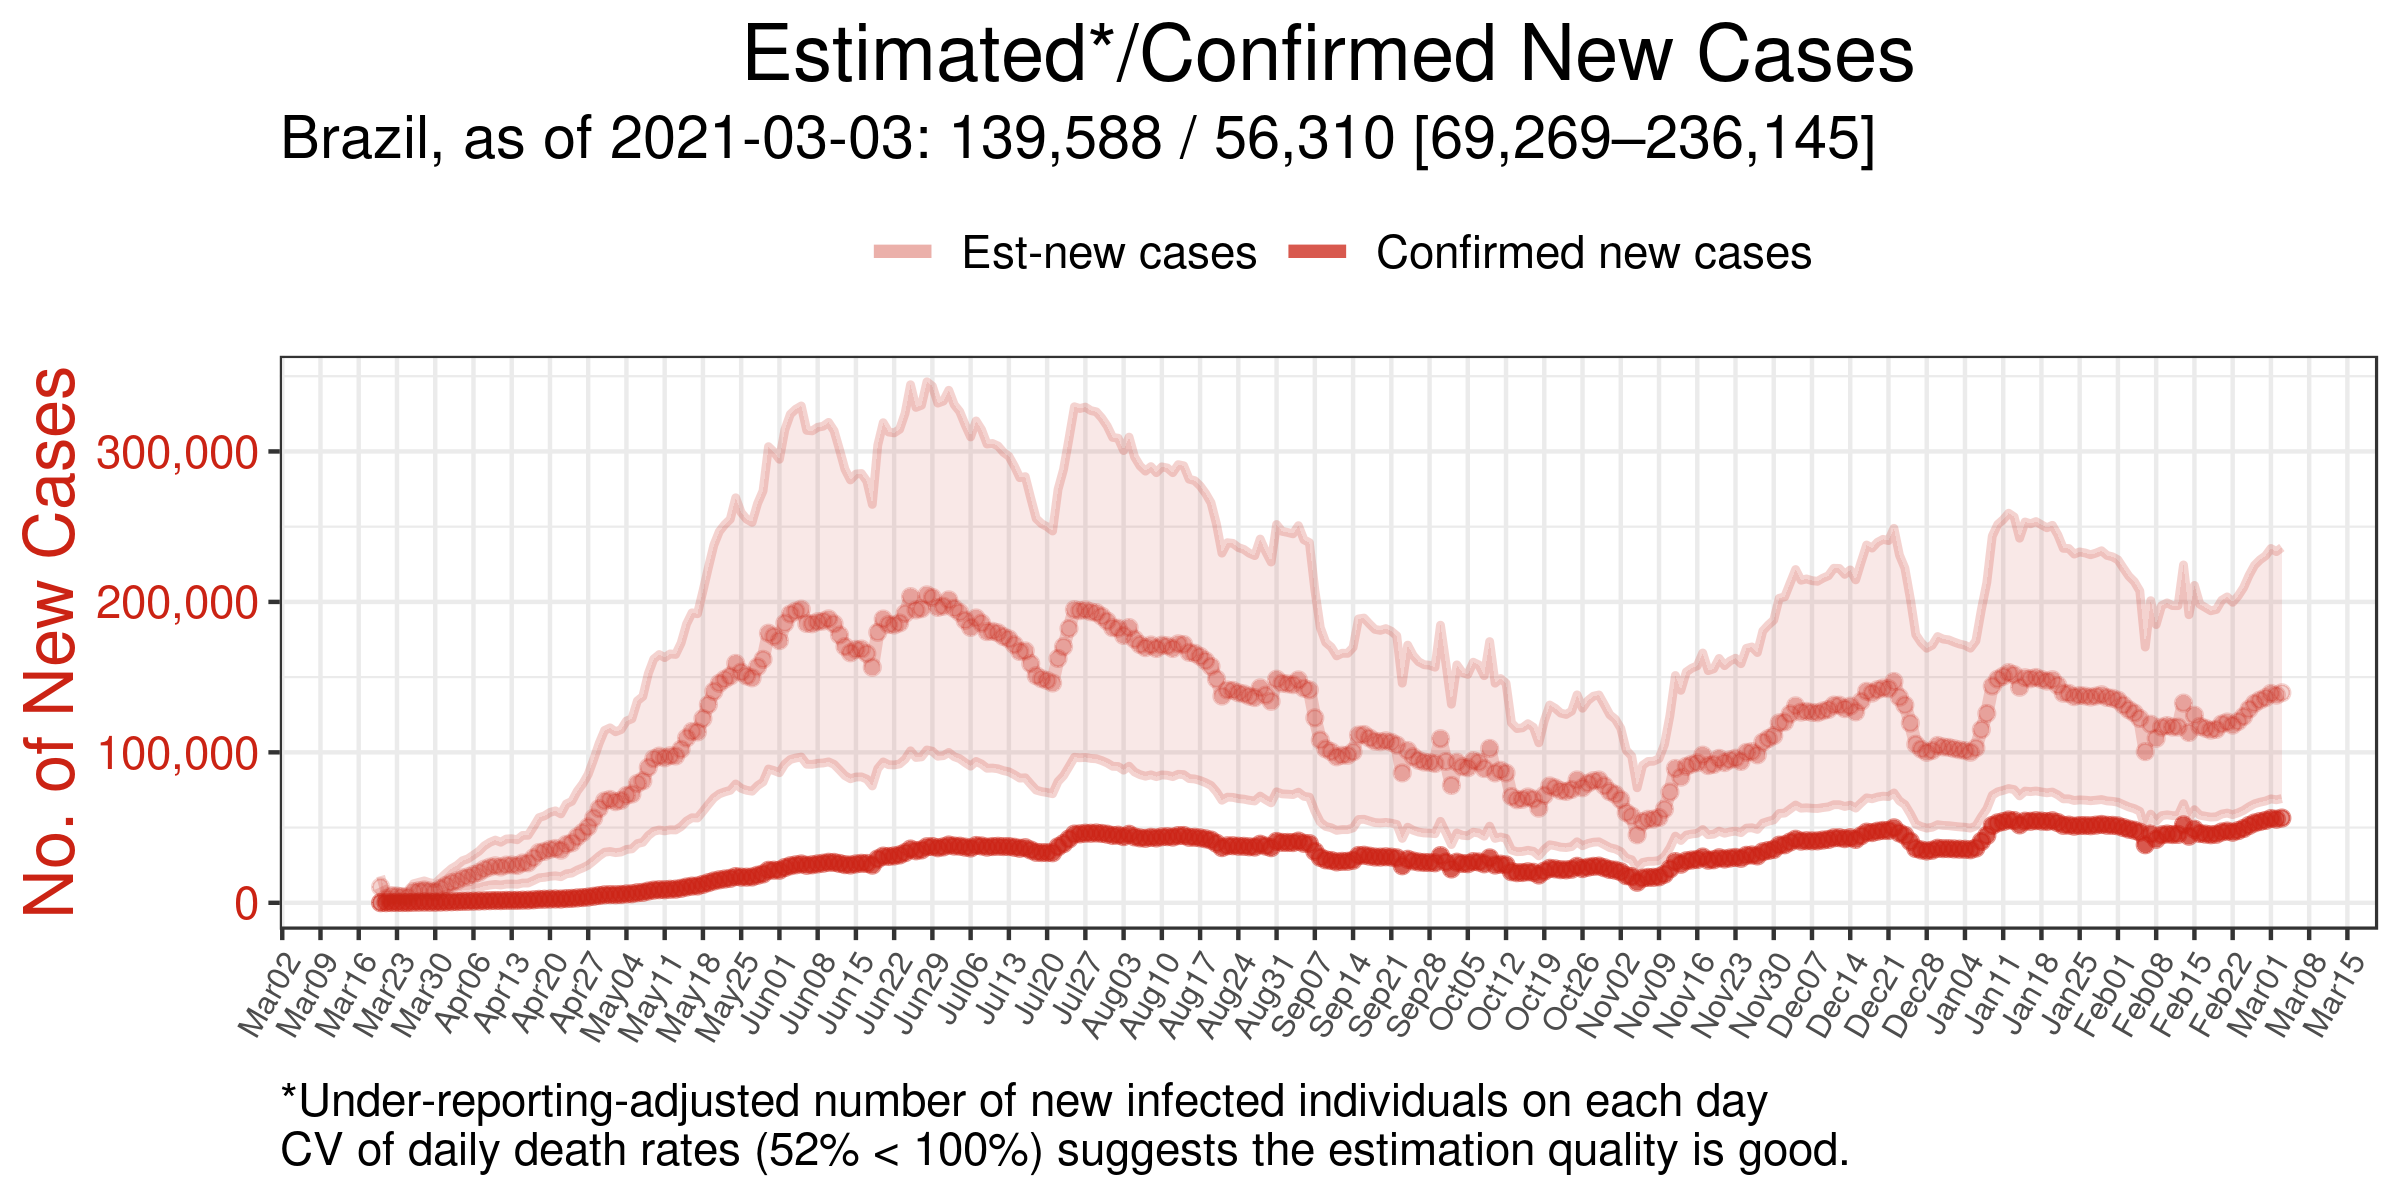 Estimated*/Confirmed New Cases
Brazil, as of 2021-03-03: 139,588 / 56,310 [69,269–236,145]
Est-new cases Confirmed new cases
No. of New Cases
300,000
200,000
100,000
0
Mar02 Mar09 Mar16 Mar23 Mar30 Apr06 Apr13 Apr20 Apr27 May04 May11 May18 May25 Jun01 Jun08 Jun15 Jun22 Jun29 Jul06 Jul13 Jul20 Jul27 Aug03 Aug10 Aug17 Aug24 Aug31 Sep07 Sep14 Sep21 Sep28 Oct05 Oct12 Oct19 Oct26 Nov02 Nov09 Nov16 Nov23 Nov30 Dec07 Dec14 Dec21 Dec28 Jan04 Jan11 Jan18 Jan25 Feb01 Feb08 Feb15 Feb22 Mar01 Mar08 Mar15
*Under-reporting-adjusted number of new infected individuals on each day
CV of daily death rates (52% < 100%) suggests the estimation quality is good.